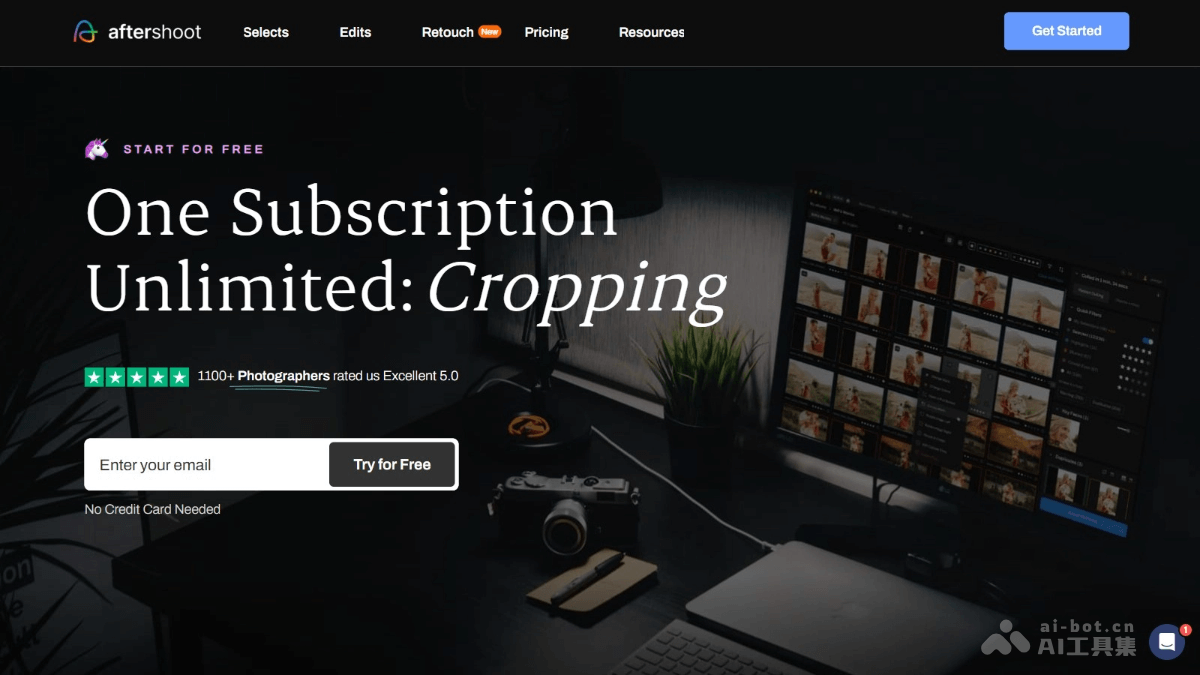 aftershoot
Selects
Edits
Retouch New
Pricing
Resources
Get Started
START FOR FREE
One Subscription
Unlimited: Cropping
1100+ Photographers rated us Excellent 5.0
Enter your email
Try for Free
No Credit Card Needed
on
ai-bot.cn
AI工具集
1